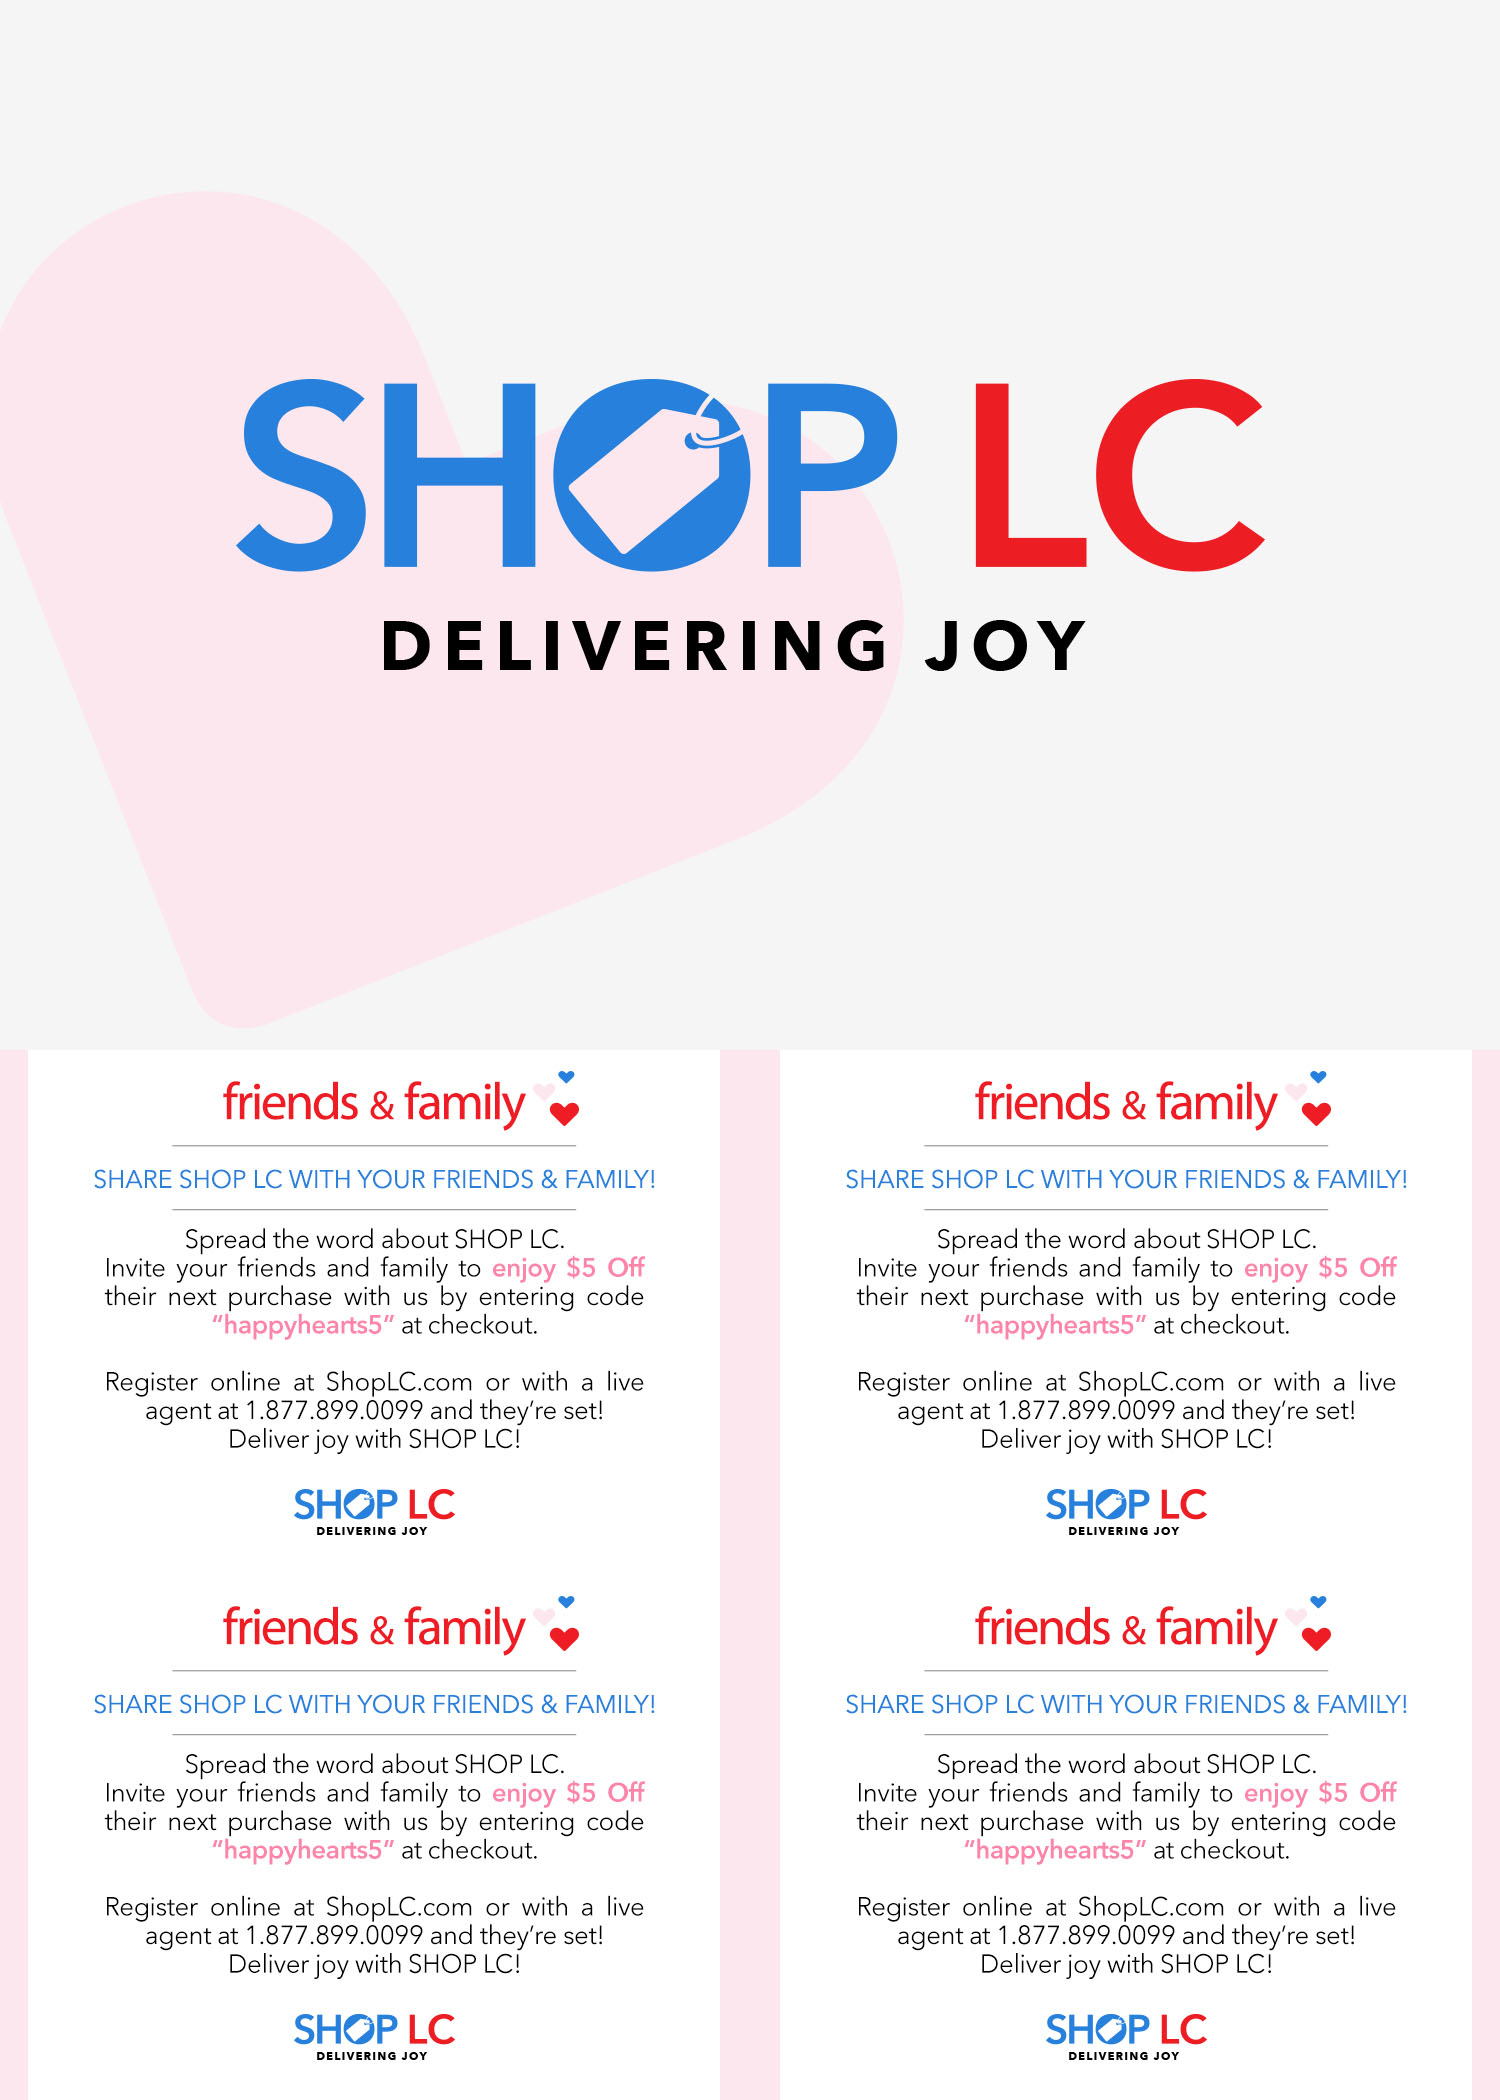 SHOP LC
DELIVERING JOY
friends & family
SHARE SHOP LC WITH YOUR FRIENDS & FAMILY!
Spread the word about SHOP LC.
Invite your friends and family to enjoy $5 Off
their next purchase with us by entering code
“happyhearts5” at checkout.
Register online at ShopLC.com or with a live
agent at 1.877.899.0099 and they’re set!
Deliver joy with SHOP LC!
SHOP LC
DELIVERING JOY
friends & family
SHARE SHOP LC WITH YOUR FRIENDS & FAMILY!
Spread the word about SHOP LC.
Invite your friends and family to enjoy $5 Off
their next purchase with us by entering code
“happyhearts5” at checkout.
Register online at ShopLC.com or with a live
agent at 1.877.899.0099 and they’re set!
Deliver joy with SHOP LC!
SHOP LC
DELIVERING JOY
friends & family
SHARE SHOP LC WITH YOUR FRIENDS & FAMILY!
Spread the word about SHOP LC.
Invite your friends and family to enjoy $5 Off
their next purchase with us by entering code
“happyhearts5” at checkout.
Register online at ShopLC.com or with a live
agent at 1.877.899.0099 and they’re set!
Deliver joy with SHOP LC!
SHOP LC
DELIVERING JOY
friends & family
SHARE SHOP LC WITH YOUR FRIENDS & FAMILY!
Spread the word about SHOP LC.
Invite your friends and family to enjoy $5 Off
their next purchase with us by entering code
“happyhearts5” at checkout.
Register online at ShopLC.com or with a live
agent at 1.877.899.0099 and they’re set!
Deliver joy with SHOP LC!
SHOP LC
DELIVERING JOY